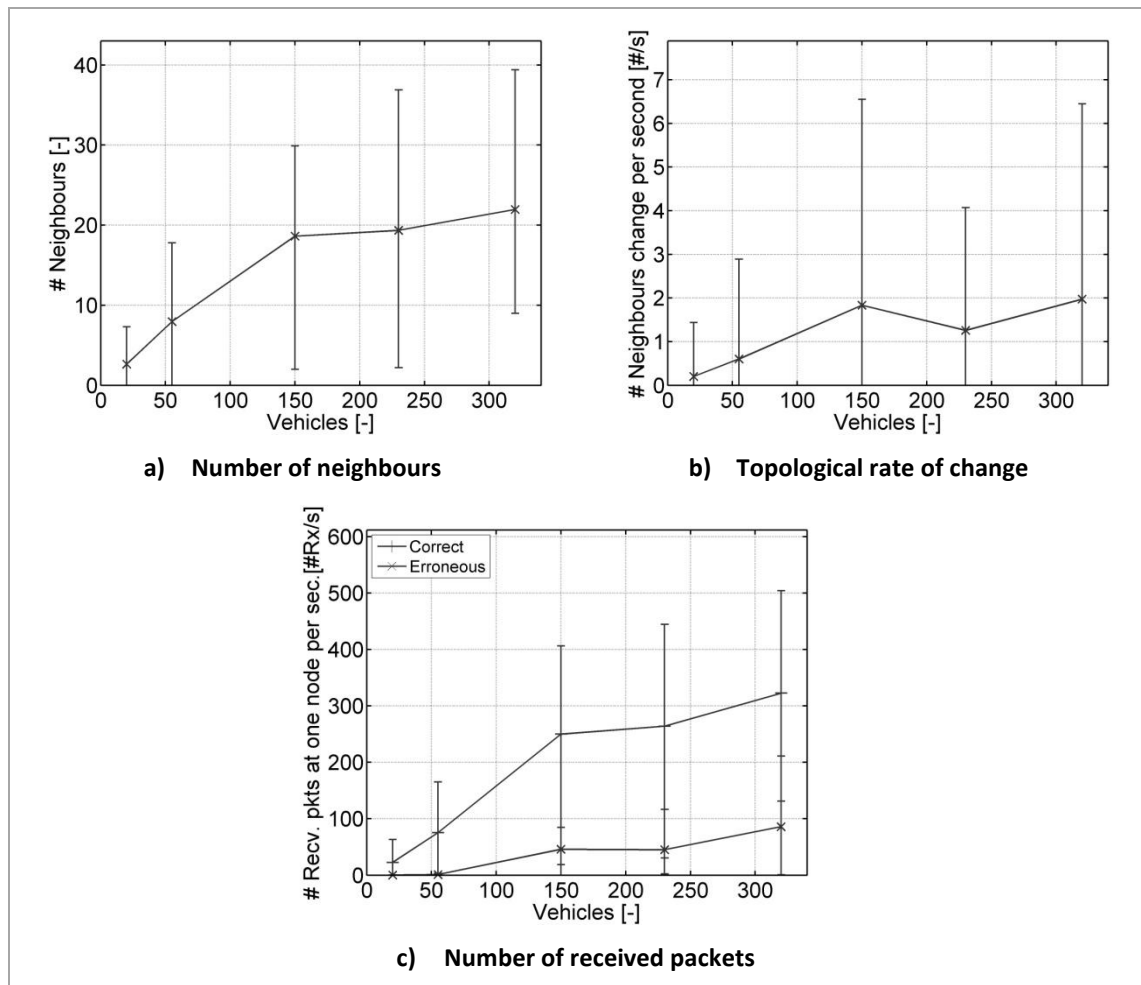 # Neighbours [-]
40
30
20
10
0
0 50 100 150 200 250 300
Vehicles [-]
a) Number of neighbours
# Neighbours change per second [#/s]
7
6
5
4
3
2
1
0
0 50 100 150 200 250 300
Vehicles [-]
b) Topological rate of change
# Recv. pkts at one node per sec.[#Rx/s]
600
500
400
300
200
100
0
Correct
Erroneous
0 50 100 150 200 250 300
Vehicles [-]
c) Number of received packets